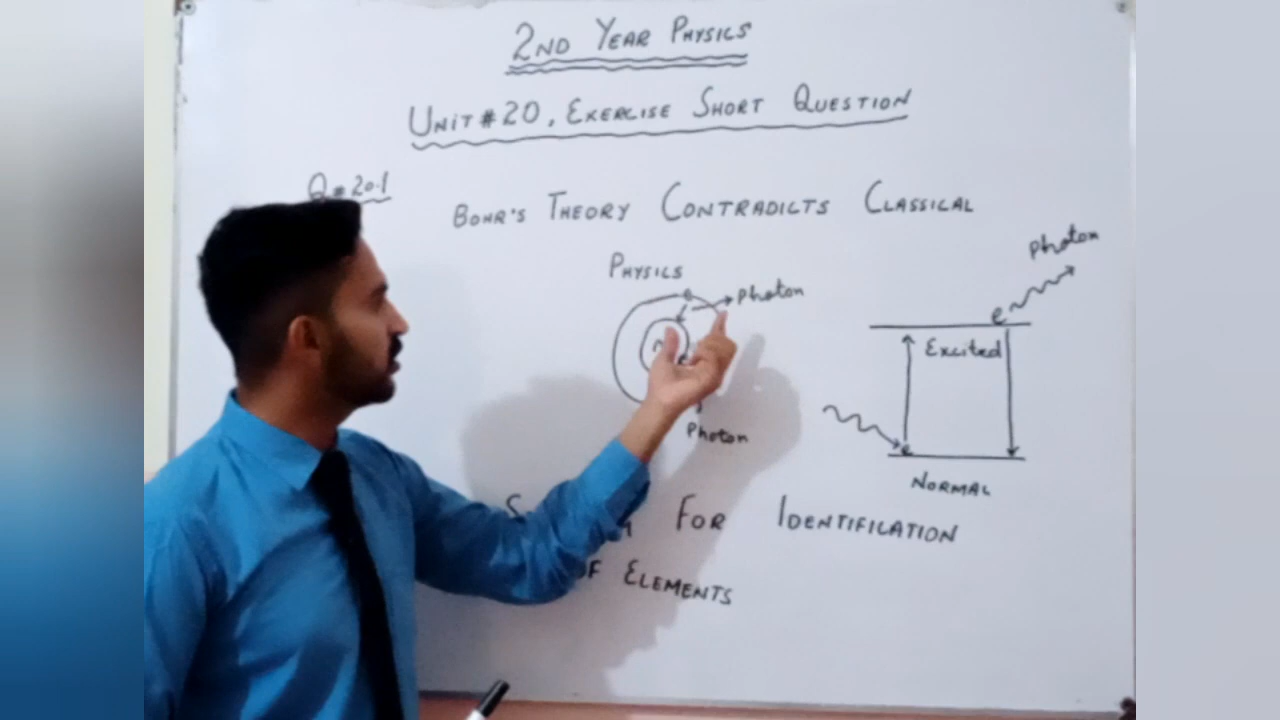 2ND YEAR PHYSICS
UNIT # 20, EXERCISE SHORT QUESTION
Q # 20.1
BOHR'S THEORY CONTRADICTS CLASSICAL
PHYSICS
Photon
Photon
Photon
e
Excited
NORMAL
FOR IDENTIFICATION
OF ELEMENTS